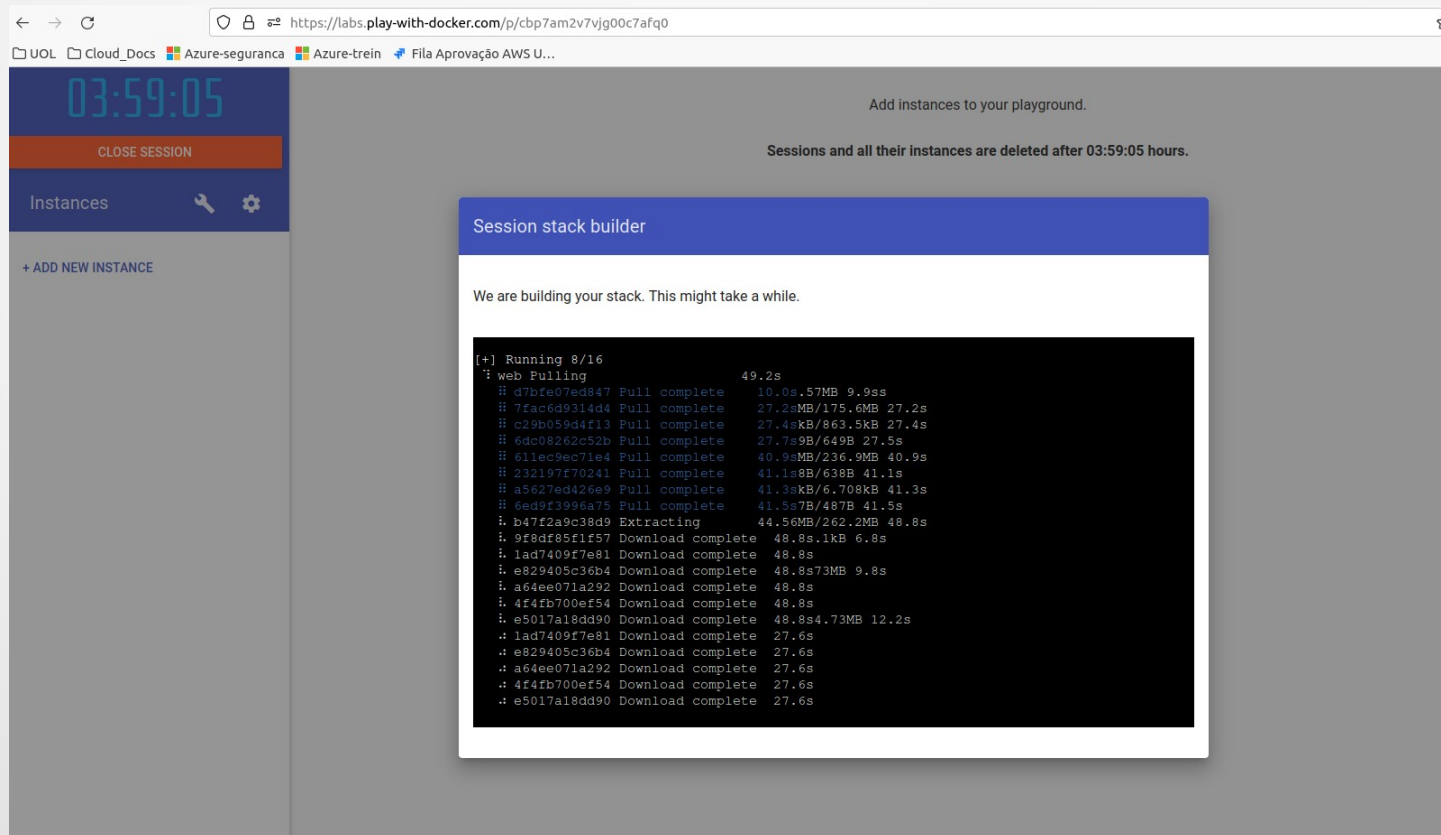 https://labs.play-with-docker.com/p/cbp7am2v7vjg00c7afq0
UOL Cloud_Docs Azure-seguranca Azure-trein Fila Aprovação AWS U...
03:59:05
CLOSE SESSION
Instances
+ ADD NEW INSTANCE
Add instances to your playground.
Sessions and all their instances are deleted after 03:59:05 hours.
Session stack builder
We are building your stack. This might take a while.
[+] Running 8/16
web Pulling 49.2s
d7bfe07ed847 Pull complete 10.0s.57MB 9.9ss
7fac6d9314d4 Pull complete 27.2sMB/175.6MB 27.2s
c29b059d4f13 Pull complete 27.4skB/863.5kB 27.4s
6dc08262c52b Pull complete 27.7s9B/649B 27.5s
611ec9ec71e4 Pull complete 40.9sMB/236.9MB 40.9s
232197f70241 Pull complete 41.1s8B/638B 41.1s
a5627ed426e9 Pull complete 41.3skB/6.708kB 41.3s
6ed9f3996a75 Pull complete 41.5s7B/487B 41.5s
b47f2a9c38d9 Extracting 44.56MB/262.2MB 48.8s
9f8df85f1f57 Download complete 48.8s.1kB 6.8s
1ad7409f7e81 Download complete 48.8s
e829405c36b4 Download complete 48.8s73MB 9.8s
a64ee071a292 Download complete 48.8s
4f4fb700ef54 Download complete 48.8s
e5017a18dd90 Download complete 48.8s4.73MB 12.2s
1ad7409f7e81 Download complete 27.6s
e829405c36b4 Download complete 27.6s
a64ee071a292 Download complete 27.6s
4f4fb700ef54 Download complete 27.6s
e5017a18dd90 Download complete 27.6s